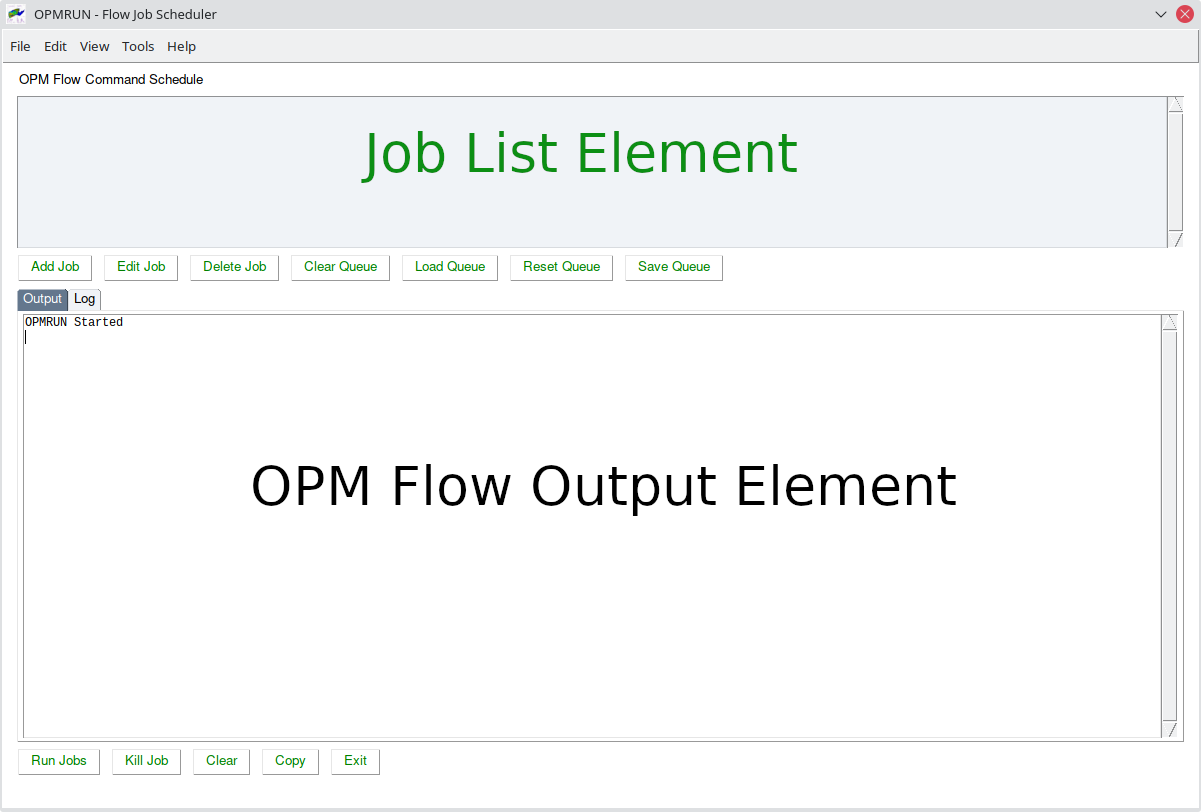 OPMRUN - Flow Job Scheduler
File Edit View Tools Help
OPM Flow Command Schedule
Job List Element
Add Job Edit Job Delete Job Clear Queue Load Queue Reset Queue Save Queue
Output Log
OPMRUN Started
OPM Flow Output Element
Run Jobs Kill Job Clear Copy Exit